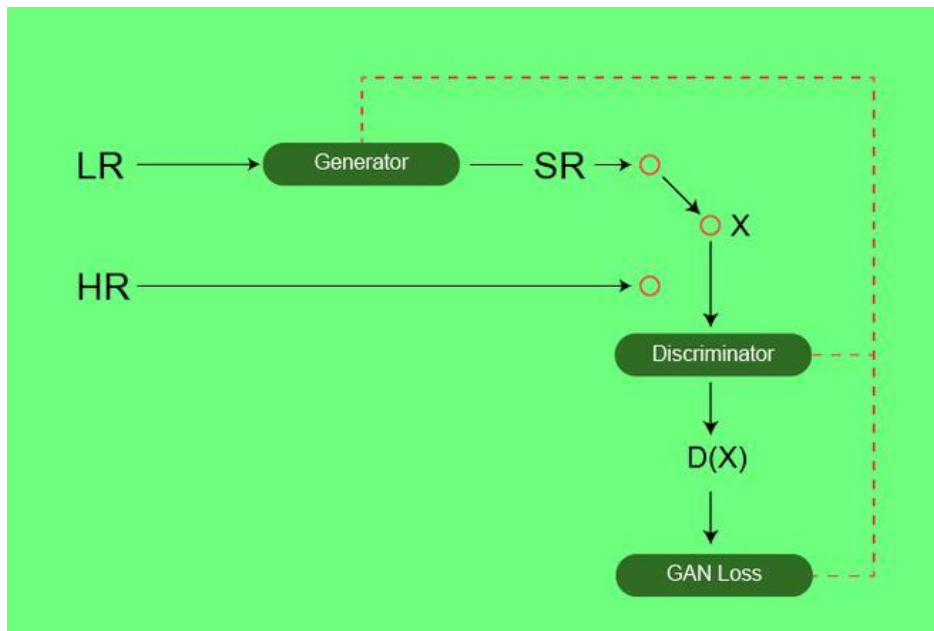 LR
Generator
SR
X
HR
Discriminator
D(X)
GAN Loss